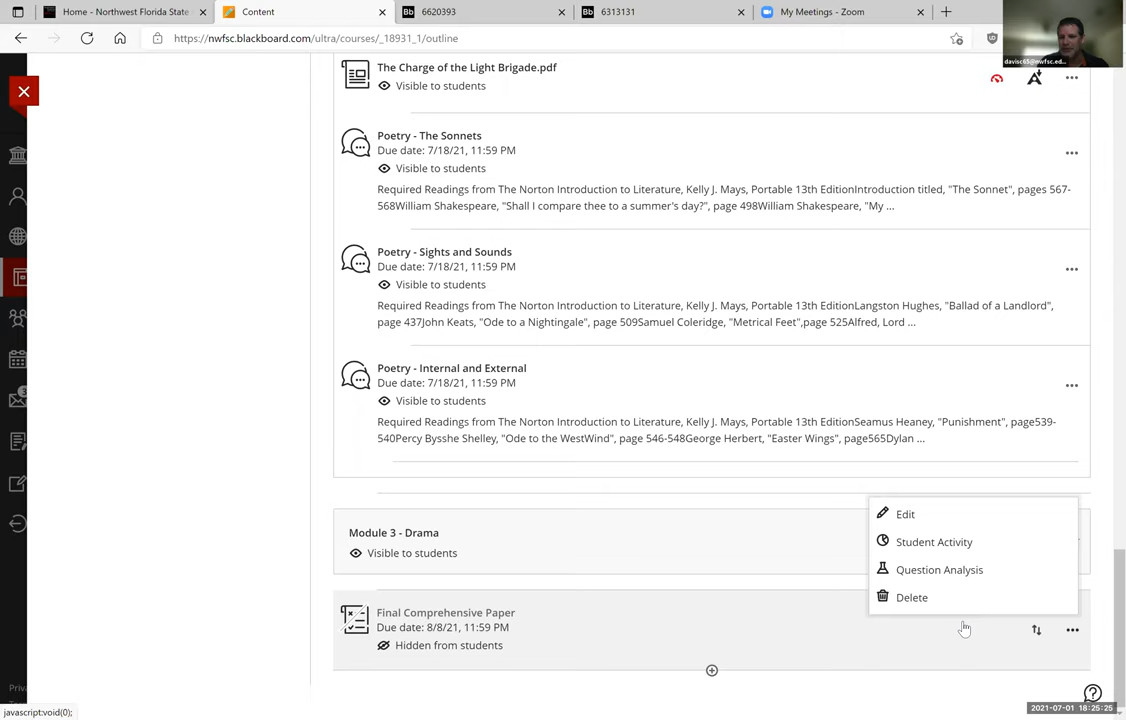 Home - Northwest Florida State
Content
6620393
6313131
My Meetings - Zoom
https://nwfsc.blackboard.com/ultra/courses/_18931_1/outline
davisc65@nwfsc.ed...
The Charge of the Light Brigade.pdf
Visible to students
Poetry - The Sonnets
Due date: 7/18/21, 11:59 PM
Visible to students
Required Readings from The Norton Introduction to Literature, Kelly J. Mays, Portable 13th EditionIntroduction titled, "The Sonnet", pages 567-
568William Shakespeare, "Shall I compare thee to a summer's day?", page 498William Shakespeare, "My ...
Poetry - Sights and Sounds
Due date: 7/18/21, 11:59 PM
Visible to students
Required Readings from The Norton Introduction to Literature, Kelly J. Mays, Portable 13th EditionLangston Hughes, "Ballad of a Landlord",
page 437John Keats, "Ode to a Nightingale", page 509Samuel Coleridge, "Metrical Feet",page 525Alfred, Lord ...
Poetry - Internal and External
Due date: 7/18/21, 11:59 PM
Visible to students
Required Readings from The Norton Introduction to Literature, Kelly J. Mays, Portable 13th EditionSeamus Heaney, "Punishment", page539-
540Percy Bysshe Shelley, "Ode to the WestWind", page 546-548George Herbert, "Easter Wings", page565Dylan ...
Module 3 - Drama
Visible to students
Edit
Student Activity
Question Analysis
Delete
Final Comprehensive Paper
Due date: 8/8/21, 11:59 PM
Hidden from students
Priva
javascript:void(0);
2021-07-01 18:25:25